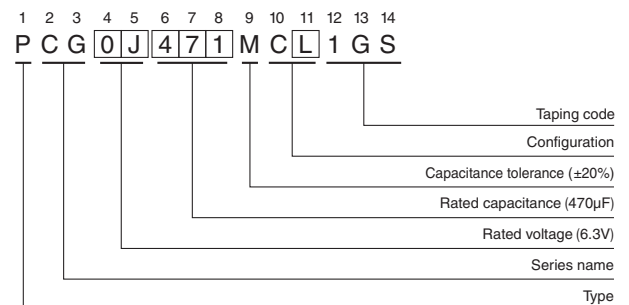 1 2 3 4 5 6 7 8 9 10 11 12 13 14
P C G 0 J 4 7 1 M C L 1 G S
Taping code
Configuration
Capacitance tolerance (±20%)
Rated capacitance (470µF)
Rated voltage (6.3V)
Series name
Type